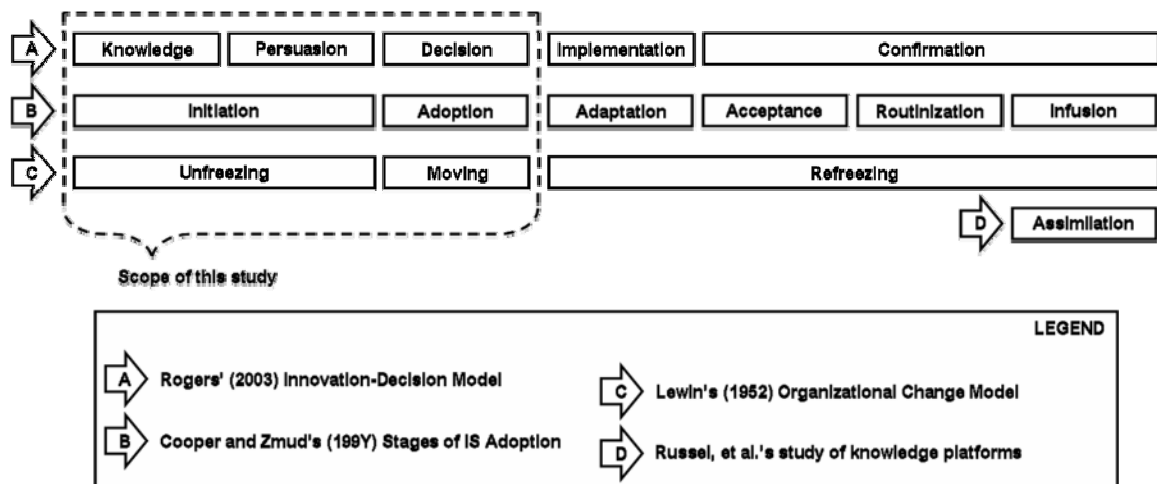 A Knowledge Persuasion Decision Implementation Confirmation
B Initiation Adoption Adaptation Acceptance Routinization Infusion
C Unfreezing Moving Refreezing
D Assimilation
Scope of this study
LEGEND
A Rogers' (2003) Innovation-Decision Model
C Lewin's (1952) Organizational Change Model
B Cooper and Zmud's (199Y) Stages of IS Adoption
D Russel, et al.'s study of knowledge platforms